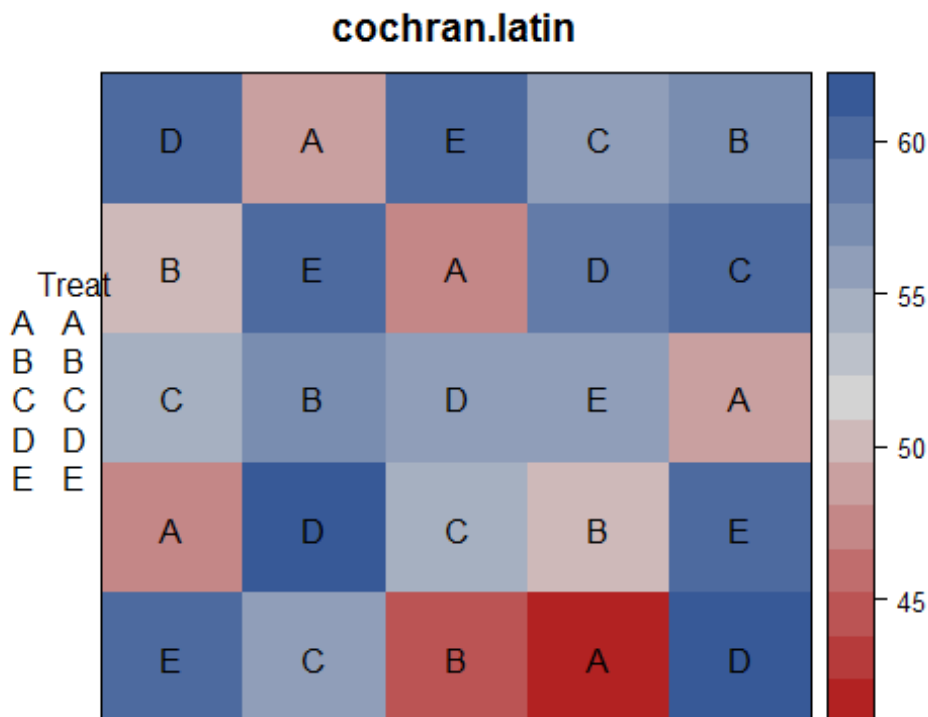 cochran.latin
D A E C B
B E A D C
C B D E A
A D C B E
E C B A D
Treat
A A
B B
C C
D D
E E
60
55
50
45